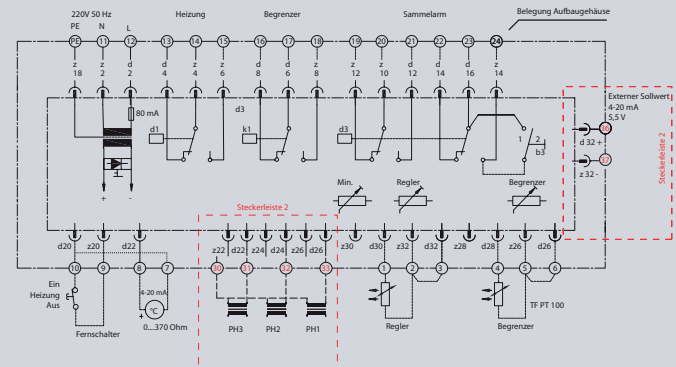 220V 50 Hz
Heizung
Begrenzer
Sammelarm
Belegung Aufbaugehäuse
PE N L
PE 11 12 13 14 15 16 17 18 19 20 21 22 23 24
z d d d z z d d z z z d d d z
18 2 2 4 4 6 8 6 8 12 10 12 14 16 14
80 mA
d3
d1
k1
d3
1 2
b3
+ -
Externer Sollwert
4-20 mA
5,5 V
36
d 32 +
37
z 32 -
Steckerleiste 2
Min.
Regler
Begrenzer
Steckerleiste 2
d20 z20 d22 z22 d22 z24 d24 z26 d26 z30 d30 z32 d32 z28 d28 z26 d26
10 9 8 7 30 31 32 33 1 2 3 4 5 6
Ein
Heizung
Aus
Fernschalter
4-20 mA
+
°C
0...370 Ohm
PH3
PH2
PH1
Regler
TF PT 100
Begrenzer